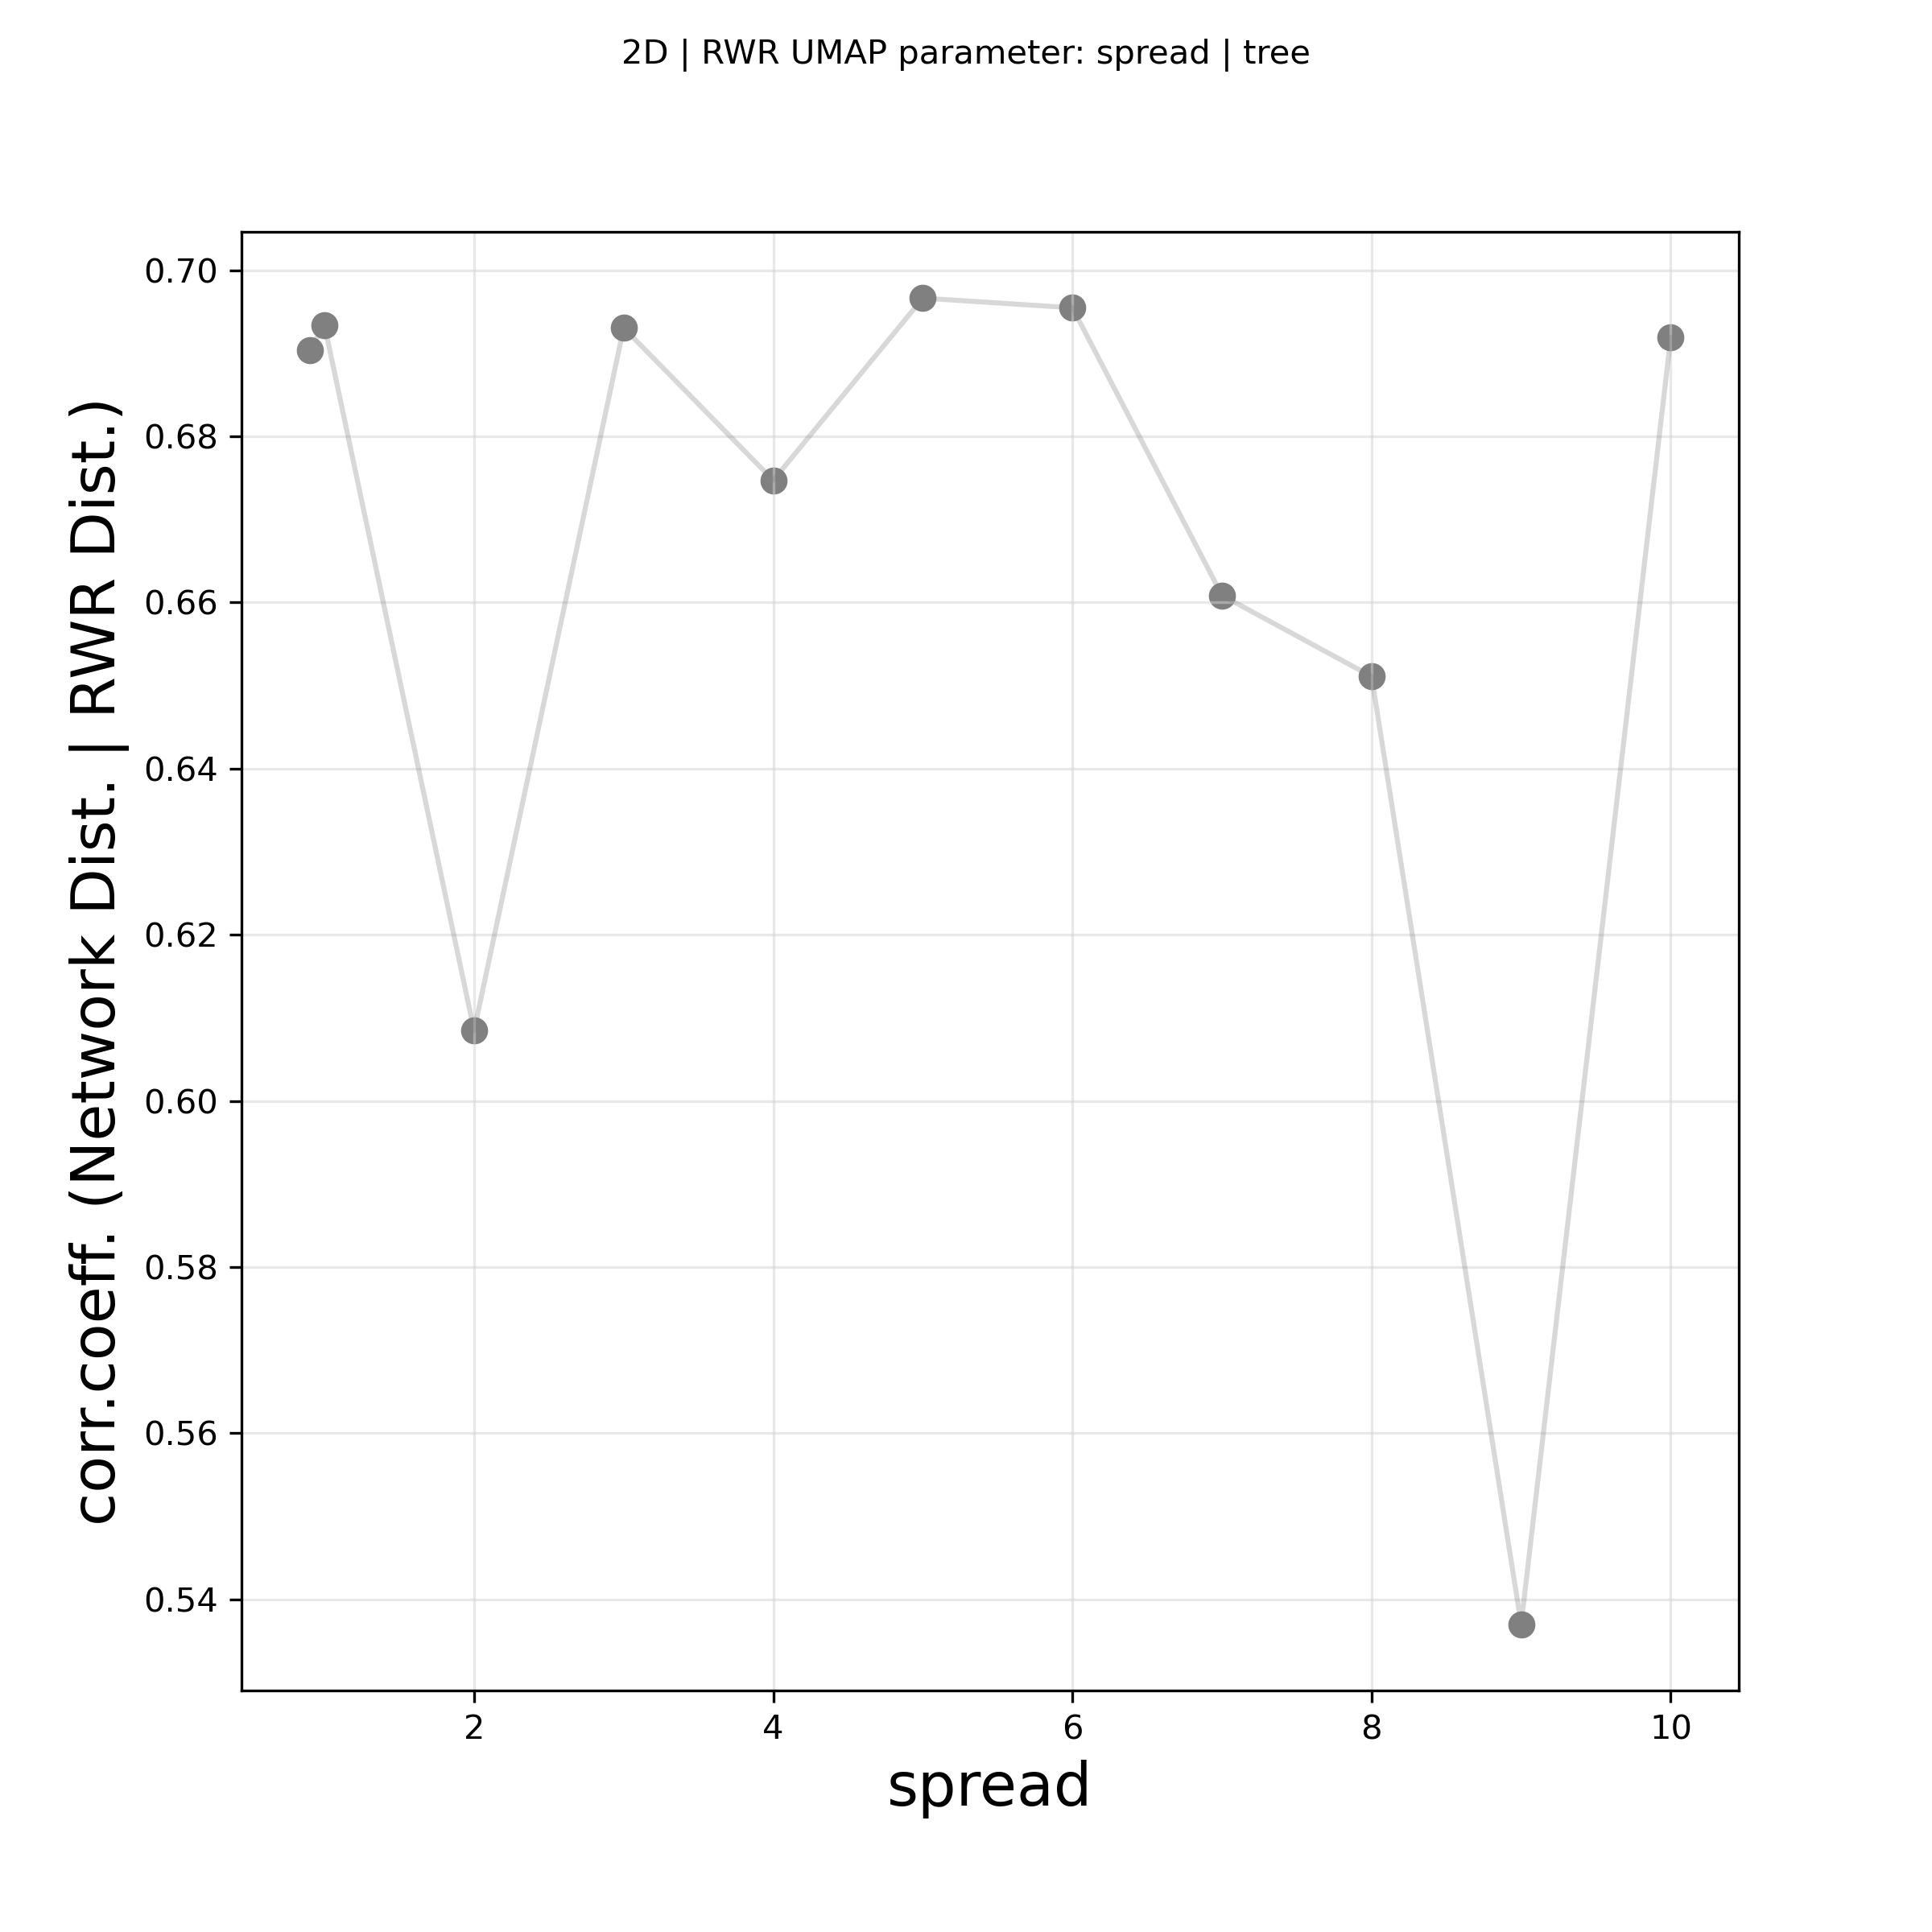 2D | RWR UMAP parameter: spread | tree
corr.coeff. (Network Dist. | RWR Dist.)
0.70
0.68
0.66
0.64
0.62
0.60
0.58
0.56
0.54
2 4 6 8 10
spread